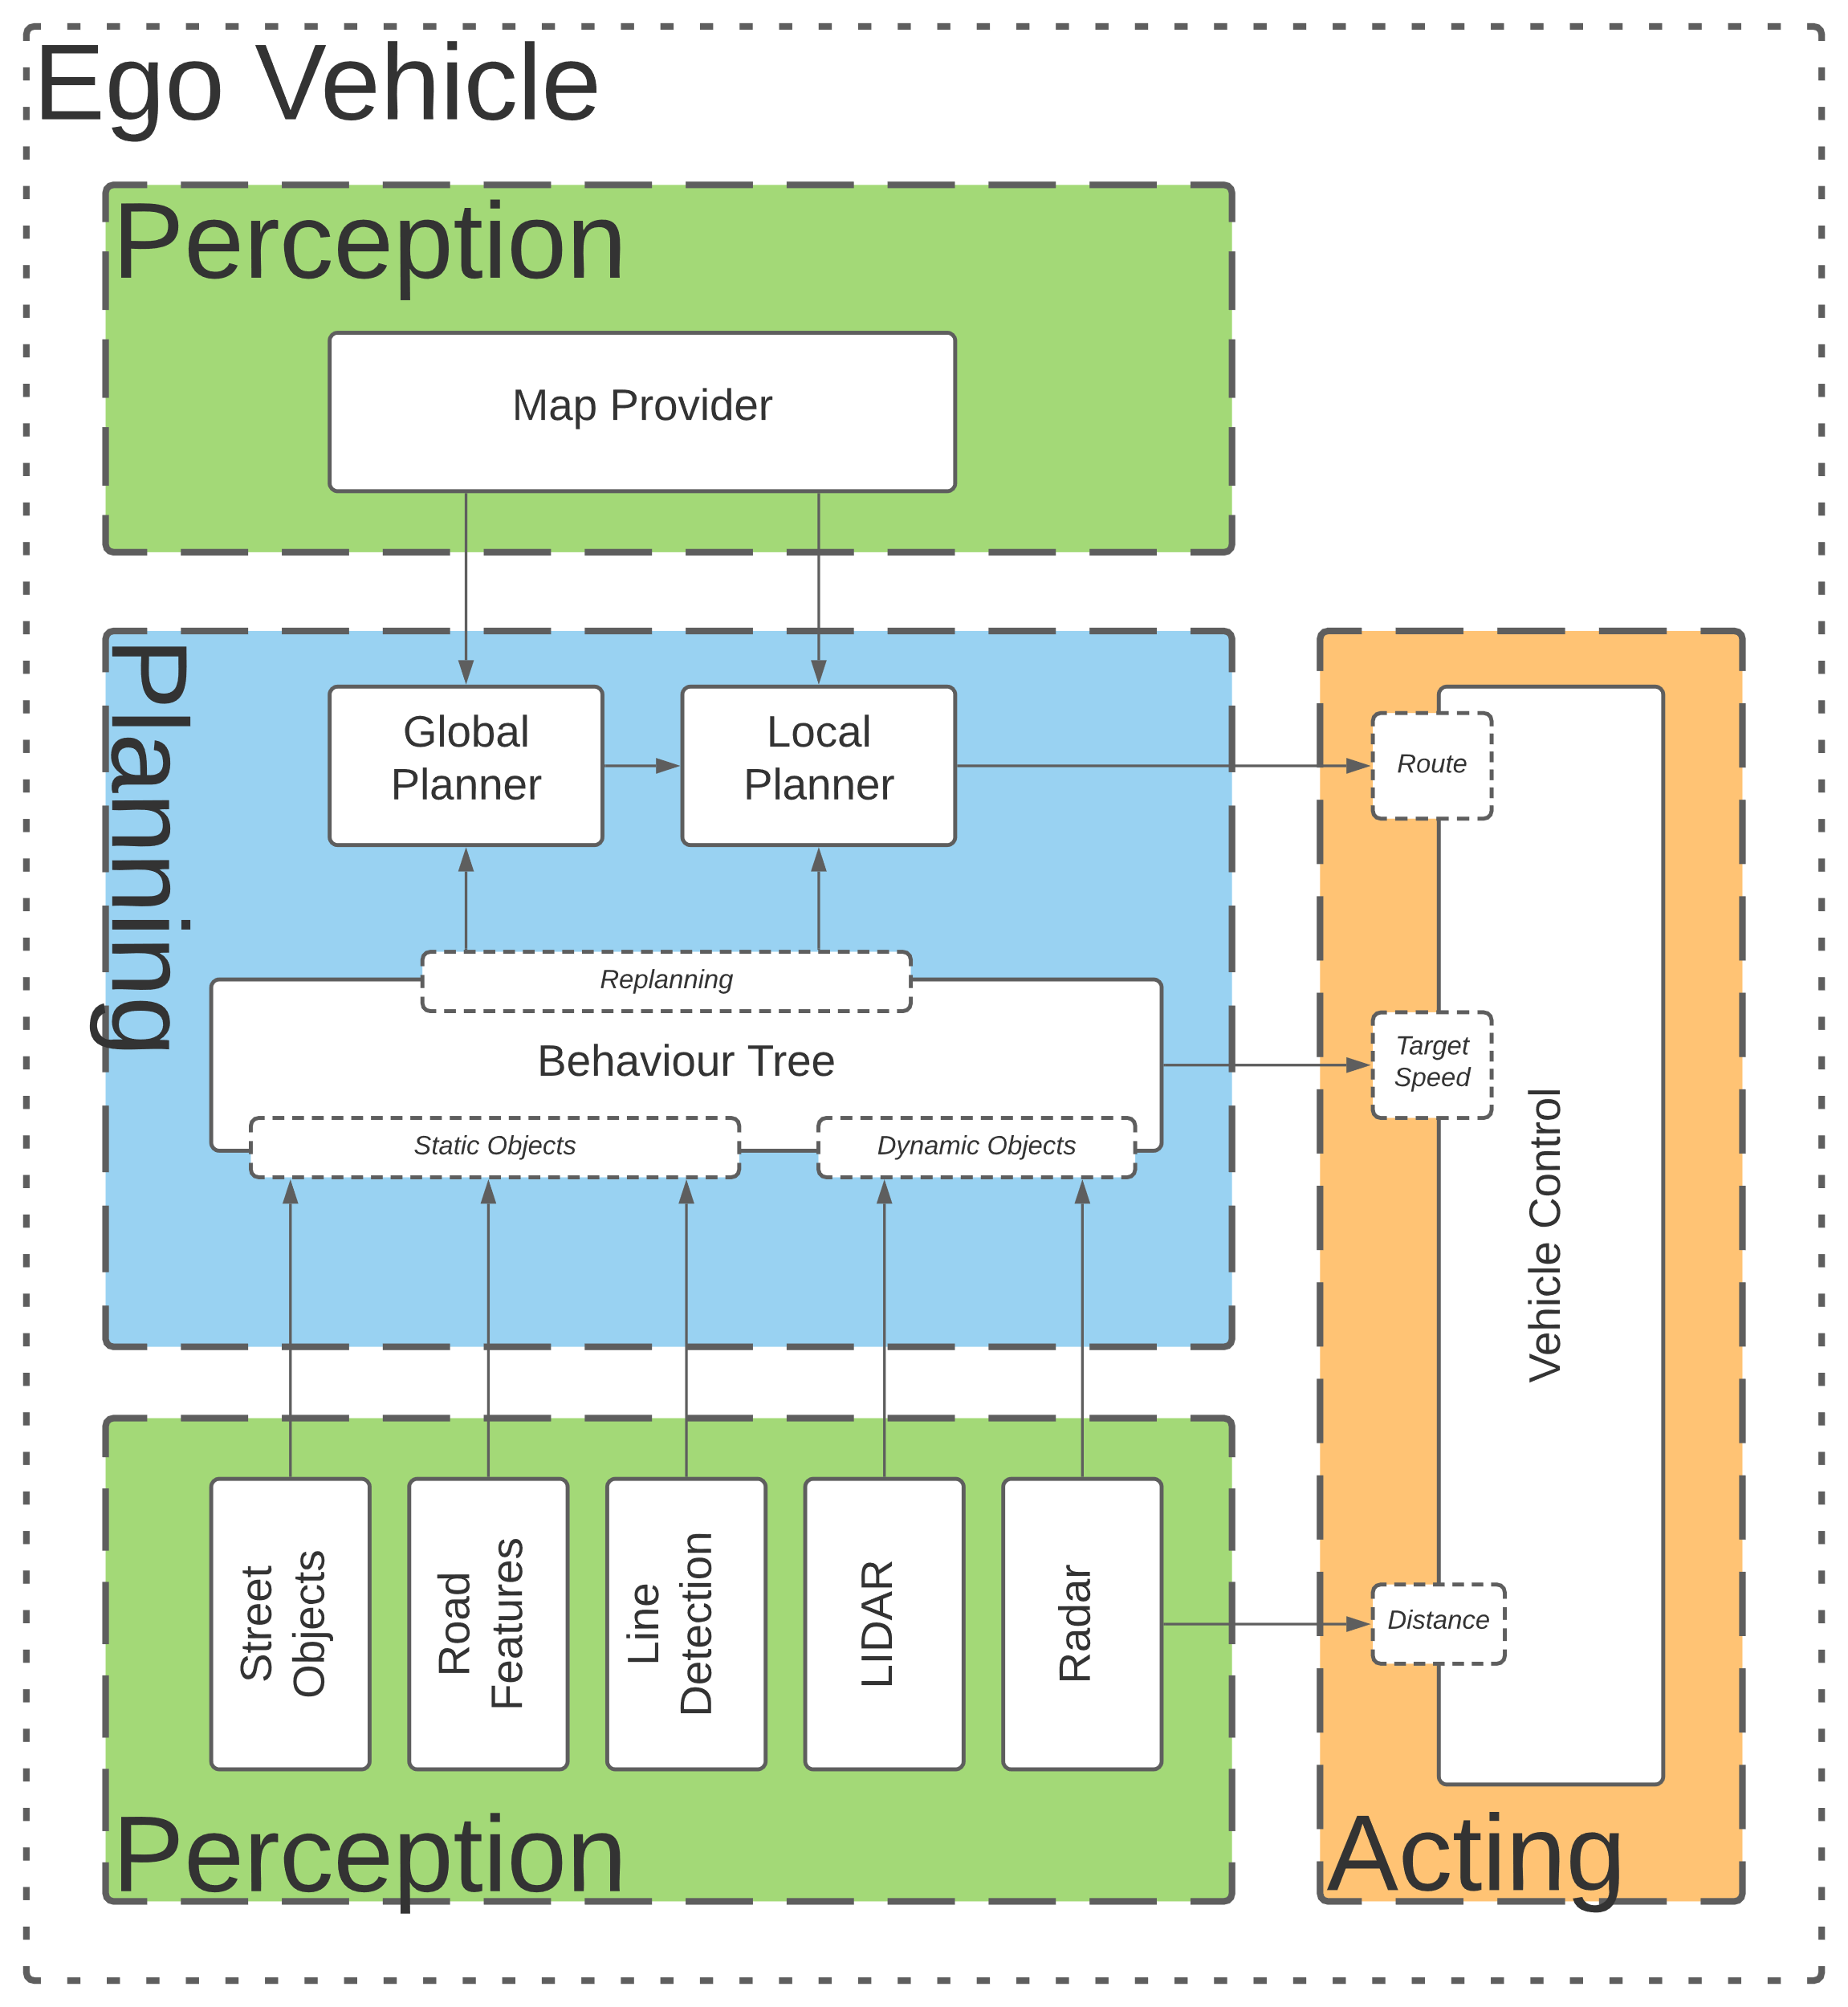 Ego Vehicle
Perception
Map Provider
Planning
Global
Planner
Local
Planner
Route
Replanning
Behaviour Tree
Target
Speed
Static Objects
Dynamic Objects
Vehicle Control
Street
Objects
Road
Features
Line
Detection
LIDAR
Radar
Distance
Perception
Acting